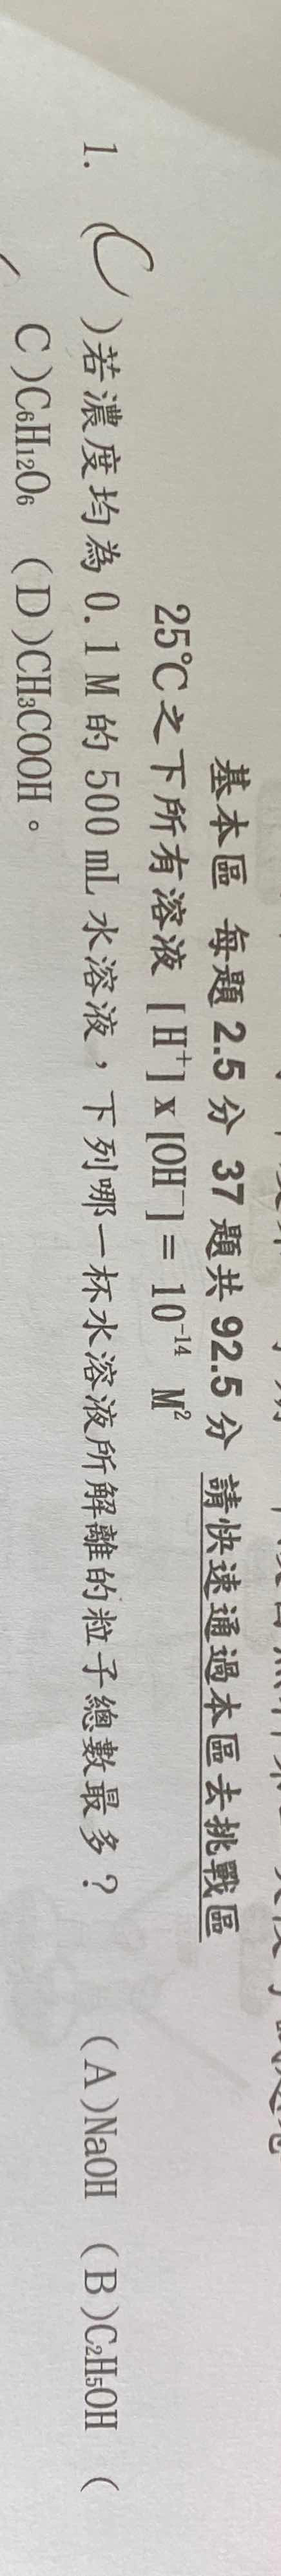 基本區 每題 2.5 分 37 題共 92.5 分 請快速通過本區去挑戰區
25℃之下所有溶液 [H⁺] x [OH⁻] = 10⁻¹⁴ M²
1. (C)若濃度均為 0.1 M 的 500 mL 水溶液，下列哪一杯水溶液所解離的粒子總數最多？ (A)NaOH (B)C₂H₅OH (
C)C₆H₁₂O₆ (D)CH₃COOH。